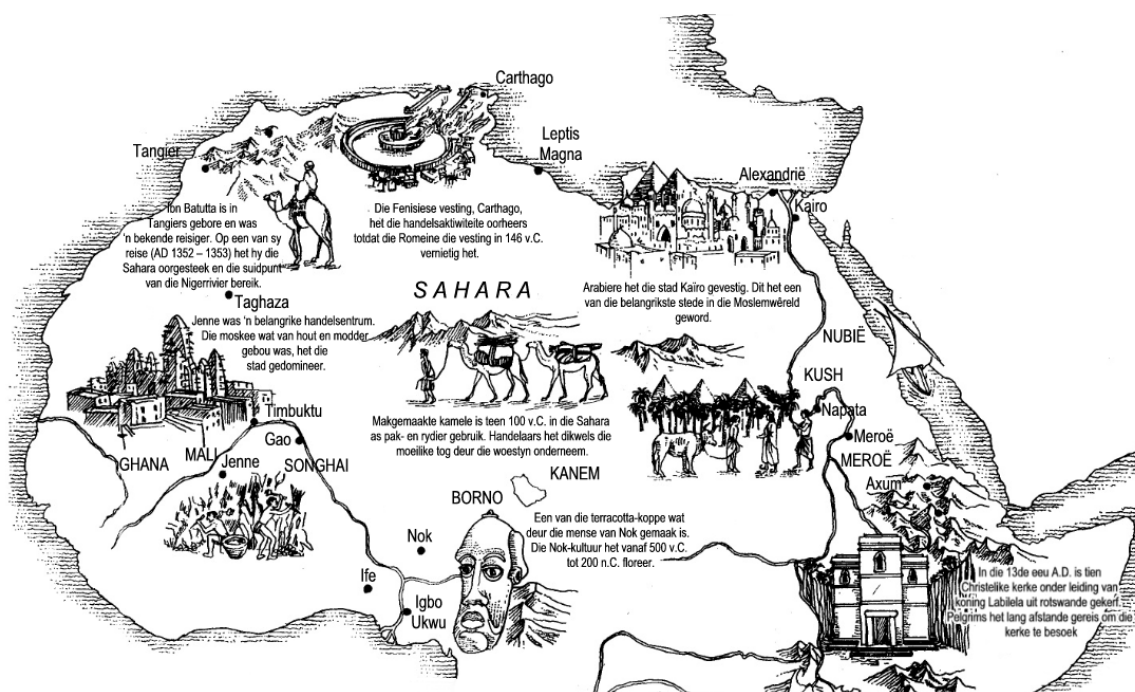 Carthago
Tangier
Leptis
Magna
Alexandrië
Kaïro
Ibn Batutta is in
Tangiers gebore en was
'n bekende reisiger. Op een van sy
reise (AD 1352 – 1353) het hy die
Sahara oorgesteek en die suidpunt
van die Nigerrivier bereik.
Die Fenisiese vesting, Carthago,
het die handelsaktiwiteite oorheers
totdat die Romeine die vesting in 146 v.C.
vernietig het.
Arabiere het die stad Kaïro gevestig. Dit het een
van die belangrikste stede in die Moslemwêreld
geword.
SAHARA
Taghaza
Jenne was 'n belangrike handelsentrum.
Die moskee wat van hout en modder
gebou was, het die
stad gedomineer.
NUBIË
KUSH
Napata
Meroë
MEROË
Axum
Makgemaakte kamele is teen 100 v.C. in die Sahara
as pak- en rydier gebruik. Handelaars het dikwels die
moeilike tog deur die woestyn onderneem.
Timbuktu
Gao
GHANA
MALI
Jenne
SONGHAI
KANEM
BORNO
Een van die terracotta-koppe wat
deur die mense van Nok gemaak is.
Die Nok-kultuur het vanaf 500 v.C.
tot 200 n.C. floreer.
Nok
Ife
Igbo
Ukwu
In die 13de eeu A.D. is tien
Christelike kerke onder leiding van
koning Labilela uit rotswande gekerf.
Pelgrims het lang afstande gereis om die
kerke te besoek